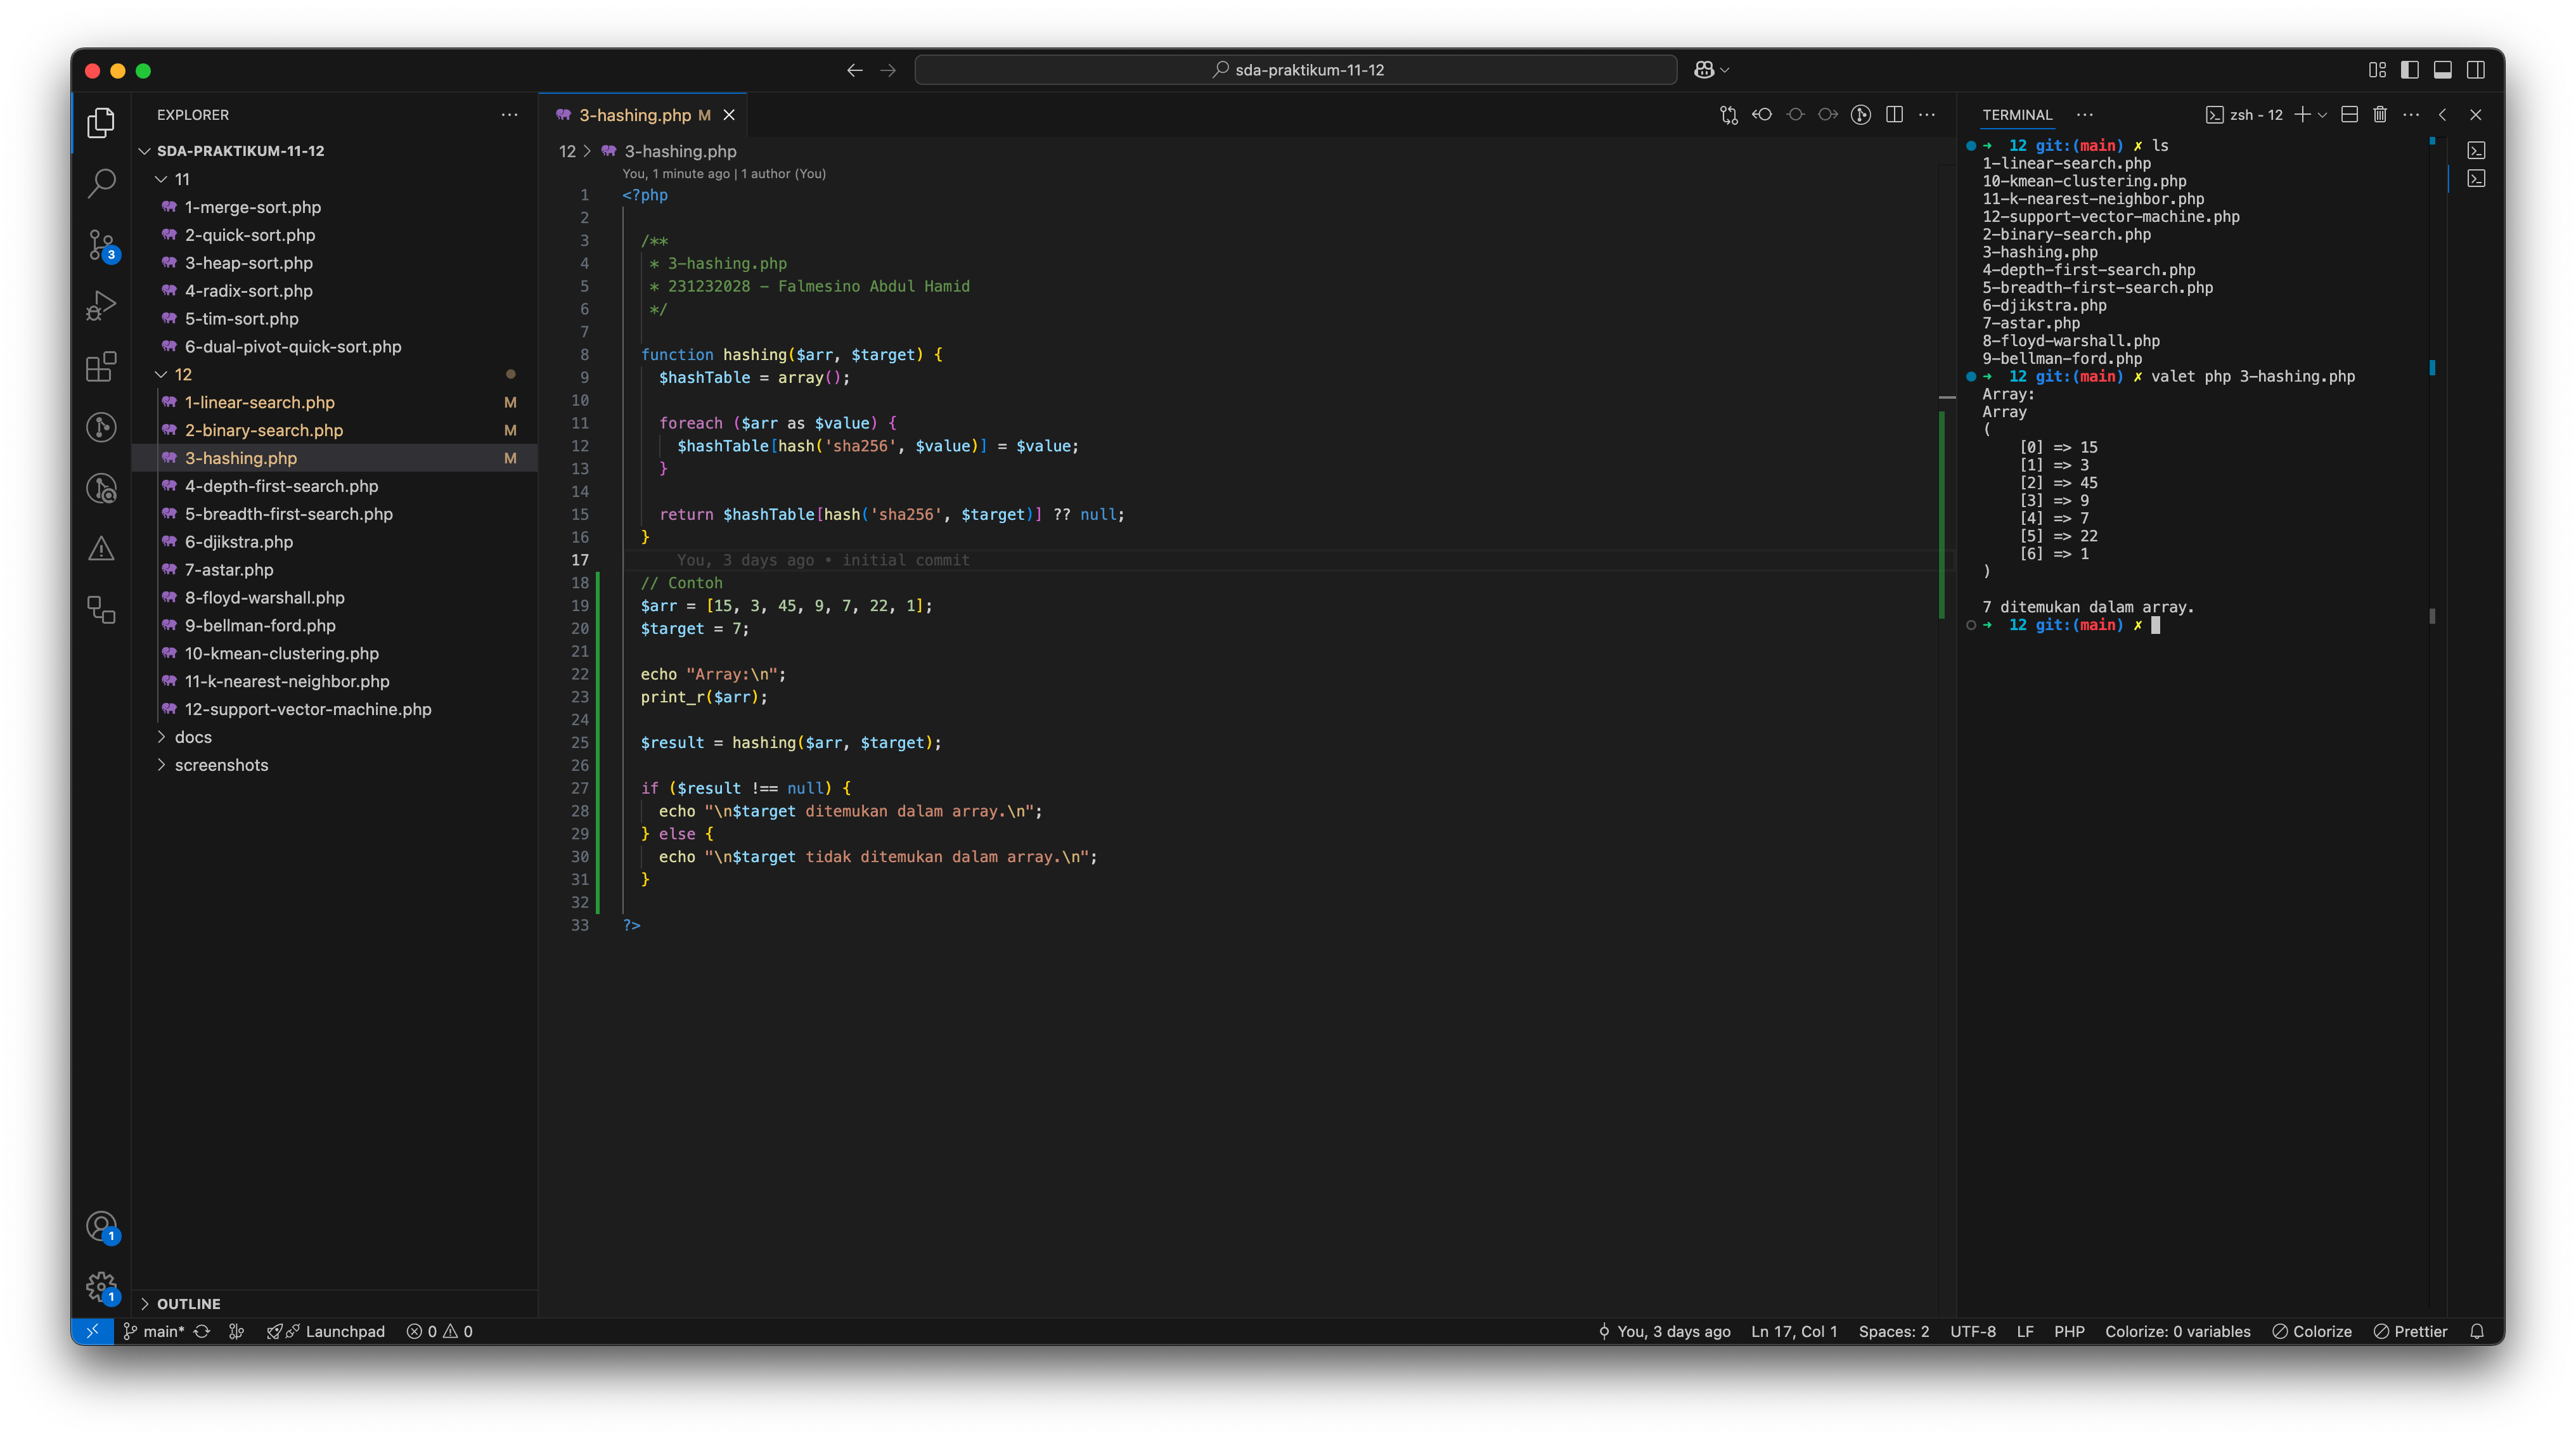 sda-praktikum-11-12
EXPLORER
SDA-PRAKTIKUM-11-12
11
1-merge-sort.php
2-quick-sort.php
3-heap-sort.php
4-radix-sort.php
5-tim-sort.php
6-dual-pivot-quick-sort.php
12
1-linear-search.php M
2-binary-search.php M
3-hashing.php M
4-depth-first-search.php
5-breadth-first-search.php
6-djikstra.php
7-astar.php
8-floyd-warshall.php
9-bellman-ford.php
10-kmean-clustering.php
11-k-nearest-neighbor.php
12-support-vector-machine.php
docs
screenshots
OUTLINE
3
1
1
3-hashing.php M
12 > 3-hashing.php
You, 1 minute ago | 1 author (You)
1 <?php
2
3 /**
4 * 3-hashing.php
5 * 231232028 - Falmesino Abdul Hamid
6 */
7
8 function hashing($arr, $target) {
9 $hashTable = array();
10
11 foreach ($arr as $value) {
12 $hashTable[hash('sha256', $value)] = $value;
13 }
14
15 return $hashTable[hash('sha256', $target)] ?? null;
16 }
17 You, 3 days ago • initial commit
18 // Contoh
19 $arr = [15, 3, 45, 9, 7, 22, 1];
20 $target = 7;
21
22 echo "Array:\n";
23 print_r($arr);
24
25 $result = hashing($arr, $target);
26
27 if ($result !== null) {
28 echo "\n$target ditemukan dalam array.\n";
29 } else {
30 echo "\n$target tidak ditemukan dalam array.\n";
31 }
32
33 ?>
TERMINAL
zsh - 12
➜ 12 git:(main) ✗ ls
1-linear-search.php
10-kmean-clustering.php
11-k-nearest-neighbor.php
12-support-vector-machine.php
2-binary-search.php
3-hashing.php
4-depth-first-search.php
5-breadth-first-search.php
6-djikstra.php
7-astar.php
8-floyd-warshall.php
9-bellman-ford.php
➜ 12 git:(main) ✗ valet php 3-hashing.php
Array:
Array
(
[0] => 15
[1] => 3
[2] => 45
[3] => 9
[4] => 7
[5] => 22
[6] => 1
)
7 ditemukan dalam array.
➜ 12 git:(main) ✗
main* Launchpad 0 0
You, 3 days ago Ln 17, Col 1 Spaces: 2 UTF-8 LF PHP Colorize: 0 variables Colorize Prettier